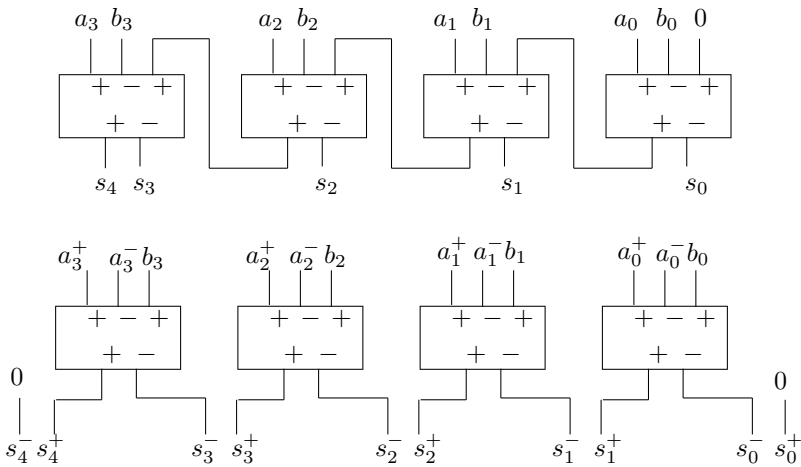 a₃ b₃ a₂ b₂ a₁ b₁ a₀ b₀ 0
+ − + + − + + − + + − +
+ − + − + − + −
s₄ s₃ s₂ s₁ s₀
a₃⁺ a₃⁻ b₃ a₂⁺ a₂⁻ b₂ a₁⁺ a₁⁻ b₁ a₀⁺ a₀⁻ b₀
+ − + + − + + − + + − +
+ − + − + − + −
0 0
s₄⁻ s₄⁺ s₃⁻ s₃⁺ s₂⁻ s₂⁺ s₁⁻ s₁⁺ s₀⁻ s₀⁺